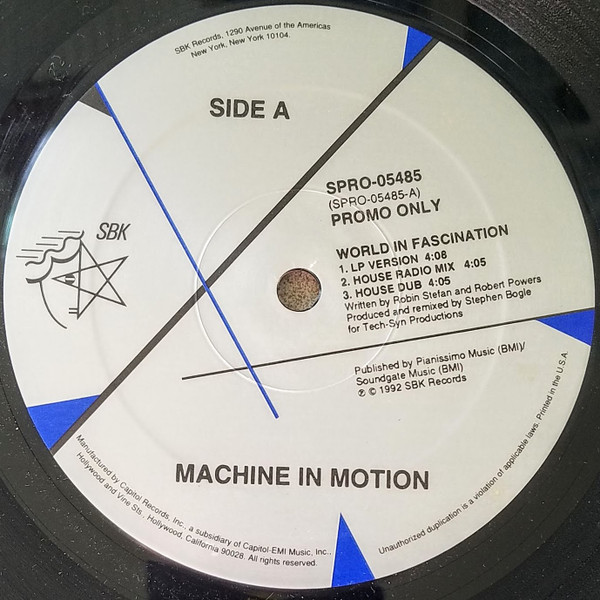 SBK Records, 1290 Avenue of the Americas
New York, New York 10104.
SIDE A
SPRO-05485
(SPRO-05485-A)
PROMO ONLY
SBK
WORLD IN FASCINATION
1. LP VERSION 4:08
2. HOUSE RADIO MIX 4:05
3. HOUSE DUB 4:05
Written by Robin Stefan and Robert Powers
Produced and remixed by Stephen Bogle
for Tech-Syn Productions
Published by Pianissimo Music (BMI)/
Soundgate Music (BMI)
℗ © 1992 SBK Records
MACHINE IN MOTION
Manufactured by Capitol Records, Inc., a subsidiary of Capitol-EMI Music, Inc.,
Hollywood and Vine Sts., Hollywood, California 90028. All rights reserved.
Unauthorized duplication is a violation of applicable laws. Printed in the U.S.A.